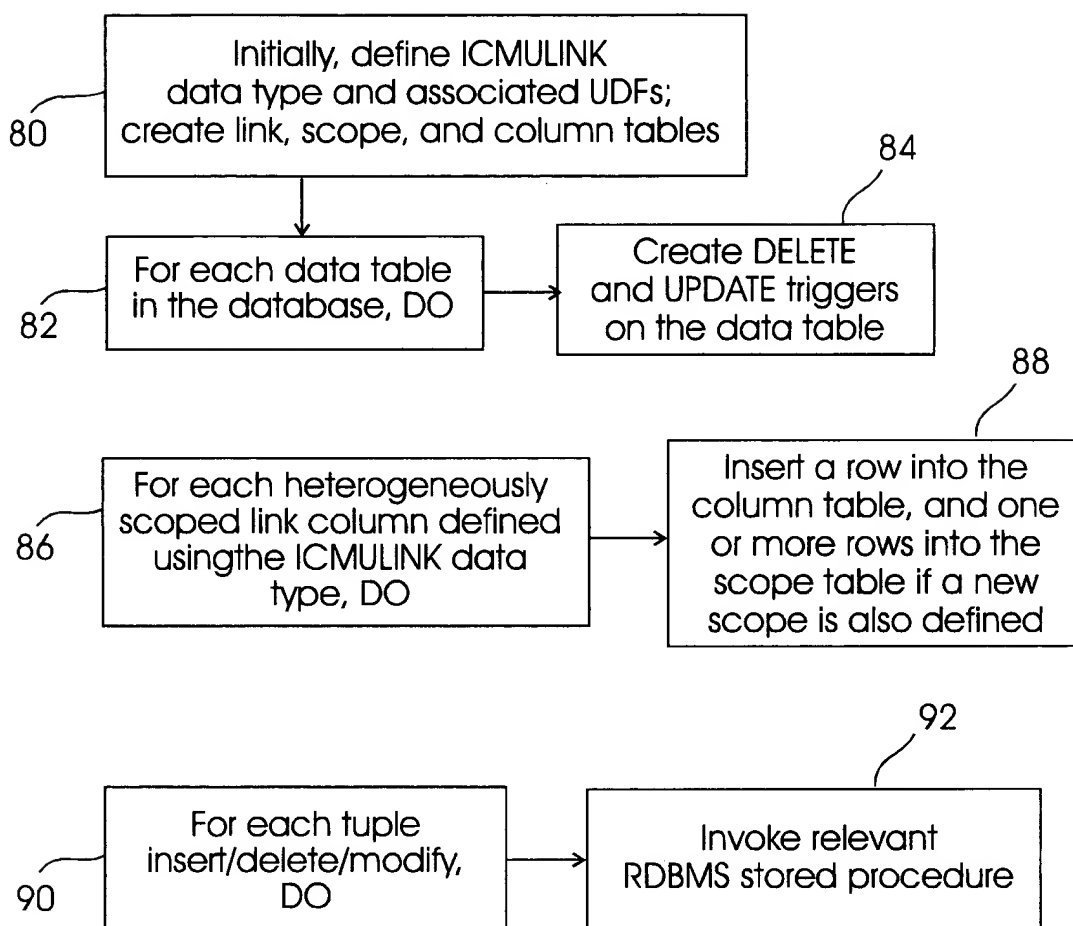 Initially, define ICMULINK
data type and associated UDFs;
create link, scope, and column tables
80
84
For each data table
in the database, DO
82
Create DELETE
and UPDATE triggers
on the data table
88
For each heterogeneously
scoped link column defined
usingthe ICMULINK data
type, DO
86
Insert a row into the
column table, and one
or more rows into the
scope table if a new
scope is also defined
92
For each tuple
insert/delete/modify,
DO
90
Invoke relevant
RDBMS stored procedure